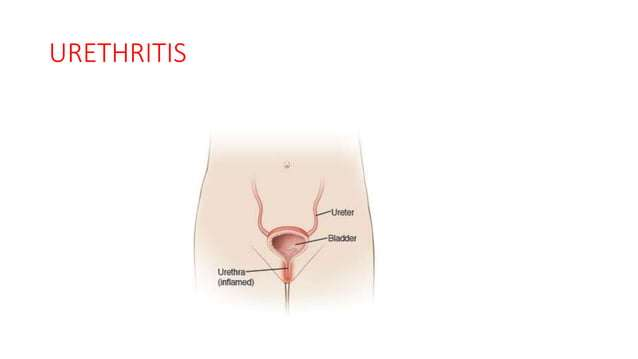 URETHRITIS
Ureter
Bladder
Urethra
(inflamed)